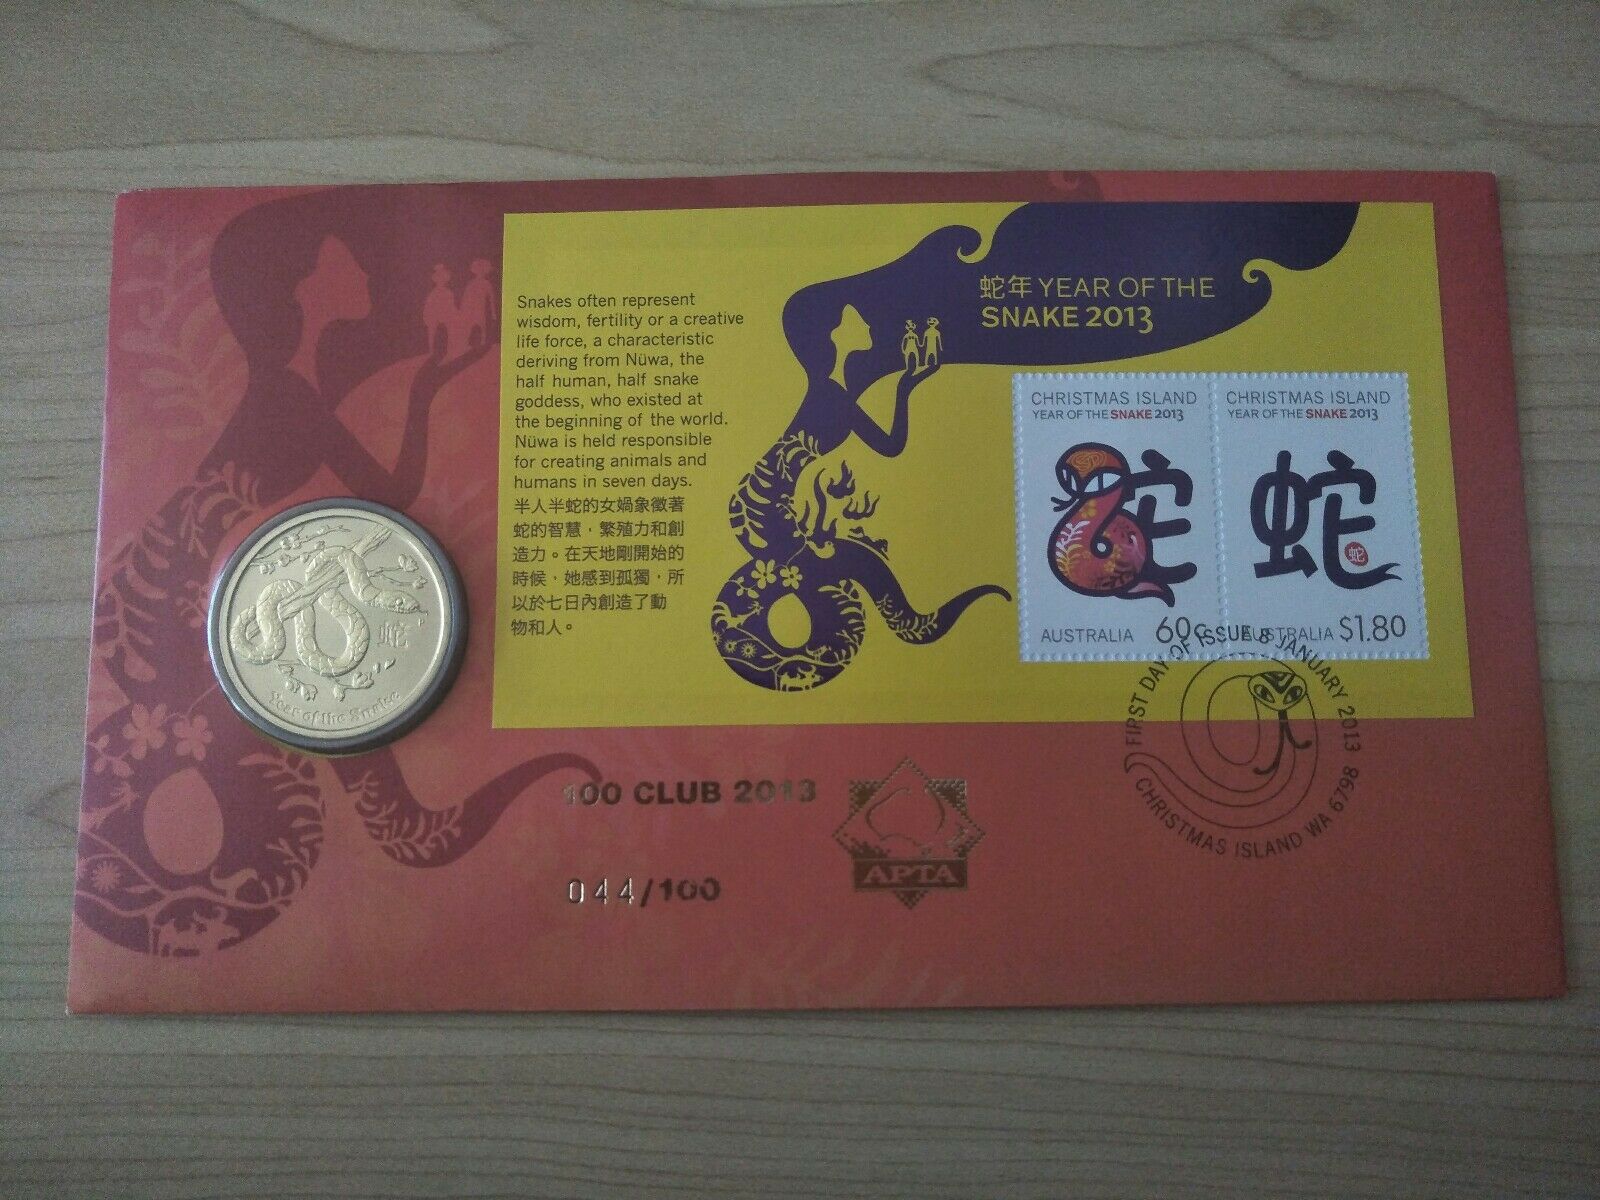 Snakes often represent
wisdom, fertility or a creative
life force, a characteristic
deriving from Nüwa, the
half human, half snake
goddess, who existed at
the beginning of the world.
Nüwa is held responsible
for creating animals and
humans in seven days.
半人半蛇的女媧象徵著
蛇的智慧，繁殖力和創
造力。在天地剛開始的
時候，她感到孤獨，所
以於七日內創造了動
物和人。
蛇年 YEAR OF THE
SNAKE 2013
CHRISTMAS ISLAND
YEAR OF THE SNAKE 2013
蛇
AUSTRALIA 60c
CHRISTMAS ISLAND
YEAR OF THE SNAKE 2013
蛇
蛇
AUSTRALIA $1.80
FIRST DAY OF ISSUE 8 JANUARY 2013
CHRISTMAS ISLAND WA 6798
蛇
Year of the Snake
100 CLUB 2013
044/100
APTA